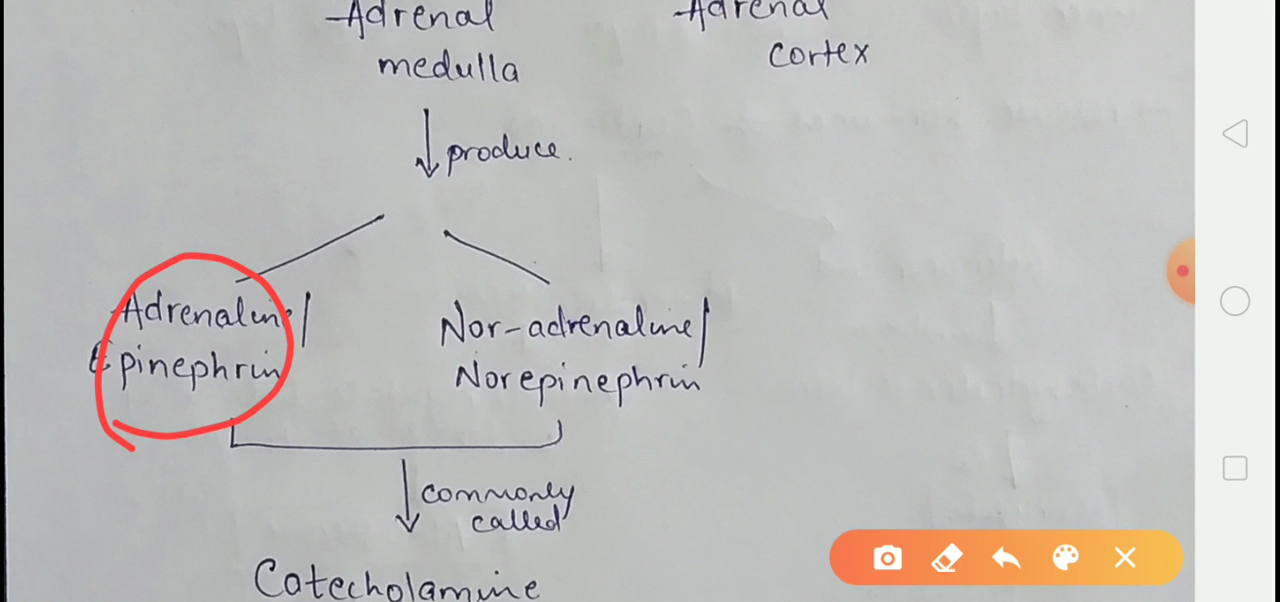 Adrenal
medulla
Adrenal
cortex
produce.
Adrenaline/
Epinephrin
Nor-adrenaline/
Norepinephrin
commonly
called
Catecholamine